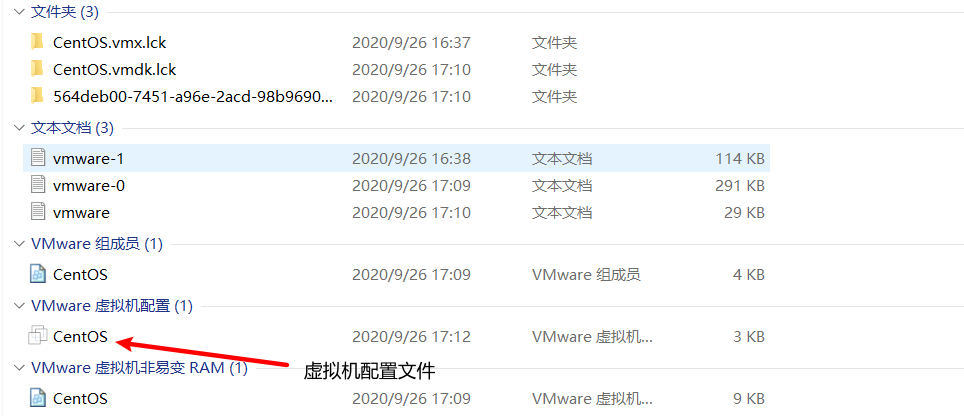 文件夹 (3)
CentOS.vmx.lck 2020/9/26 16:37 文件夹
CentOS.vmdk.lck 2020/9/26 17:10 文件夹
564deb00-7451-a96e-2acd-98b9690... 2020/9/26 17:10 文件夹
文本文档 (3)
vmware-1 2020/9/26 16:38 文本文档 114 KB
vmware-0 2020/9/26 17:09 文本文档 291 KB
vmware 2020/9/26 17:10 文本文档 29 KB
VMware 组成员 (1)
CentOS 2020/9/26 17:09 VMware 组成员 4 KB
VMware 虚拟机配置 (1)
CentOS 2020/9/26 17:12 VMware 虚拟机... 3 KB
VMware 虚拟机非易变 RAM (1)
虚拟机配置文件
CentOS 2020/9/26 17:09 VMware 虚拟机... 9 KB